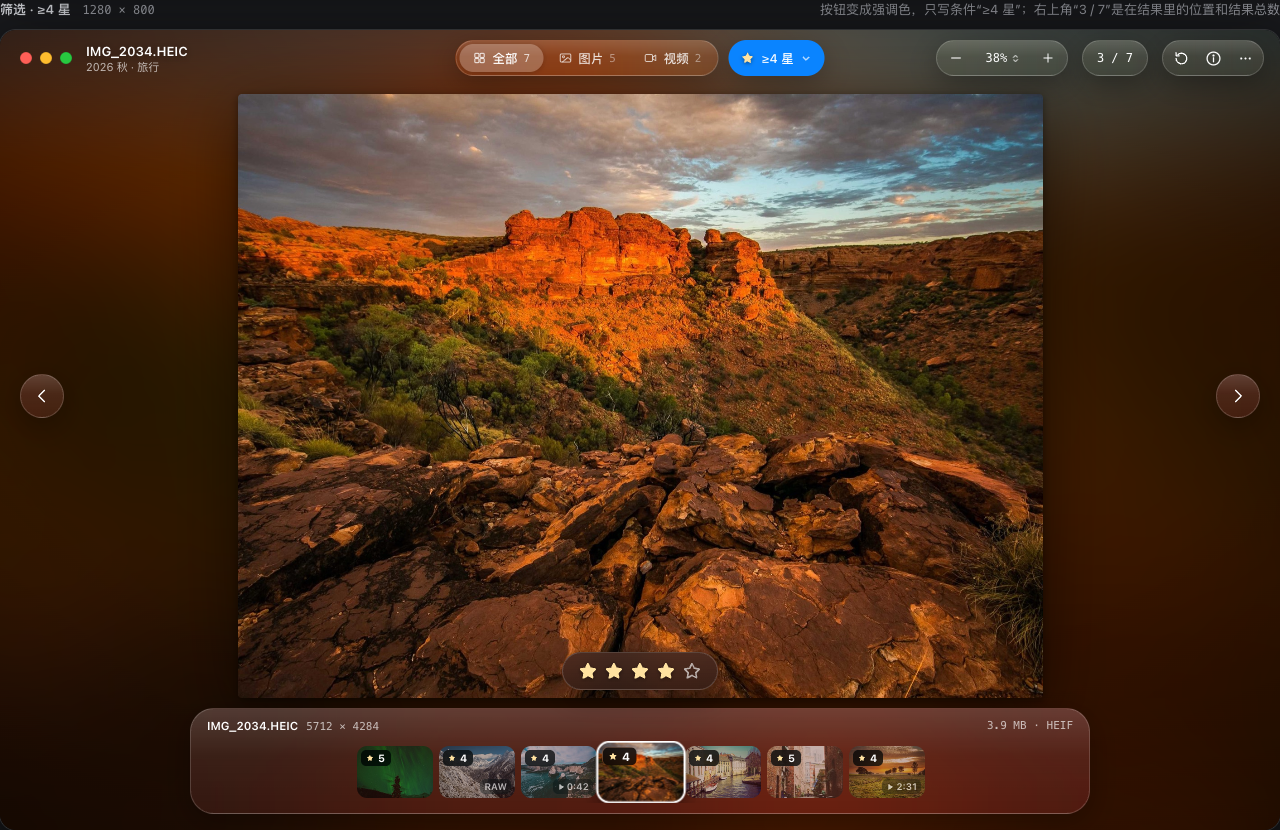 筛选 · ≥4 星 1280 × 800
按钮变成强调色，只写条件“≥4 星”；右上角“3 / 7”是在结果里的位置和结果总数
IMG_2034.HEIC
2026 秋 · 旅行
全部 7 图片 5 视频 2
≥4 星
38%
3 / 7
IMG_2034.HEIC 5712 × 4284
3.9 MB · HEIF
5
4
RAW
4
0:42
4
4
5
4
2:31